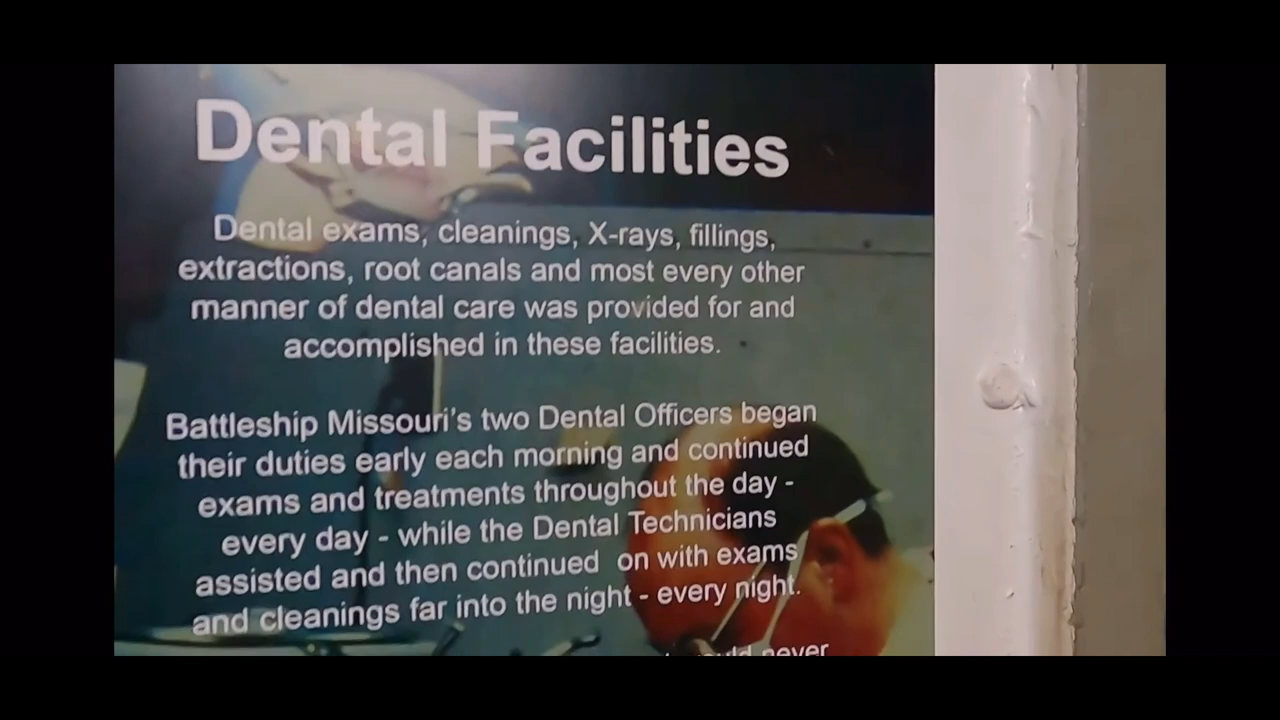 Dental Facilities
Dental exams, cleanings, X-rays, fillings,
extractions, root canals and most every other
manner of dental care was provided for and
accomplished in these facilities.
Battleship Missouri's two Dental Officers began
their duties early each morning and continued
exams and treatments throughout the day -
every day - while the Dental Technicians
assisted and then continued on with exams
and cleanings far into the night - every night.
never